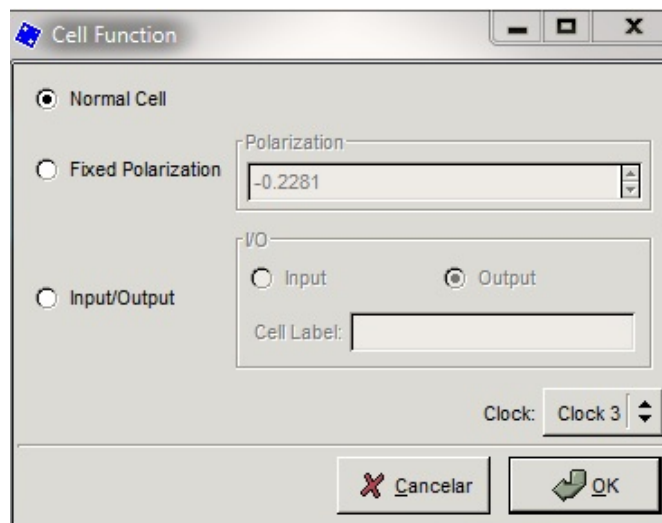 Cell Function
Normal Cell
Polarization
Fixed Polarization
-0.2281
I/O
Input
Output
Input/Output
Cell Label:
Clock: Clock 3
Cancelar
OK